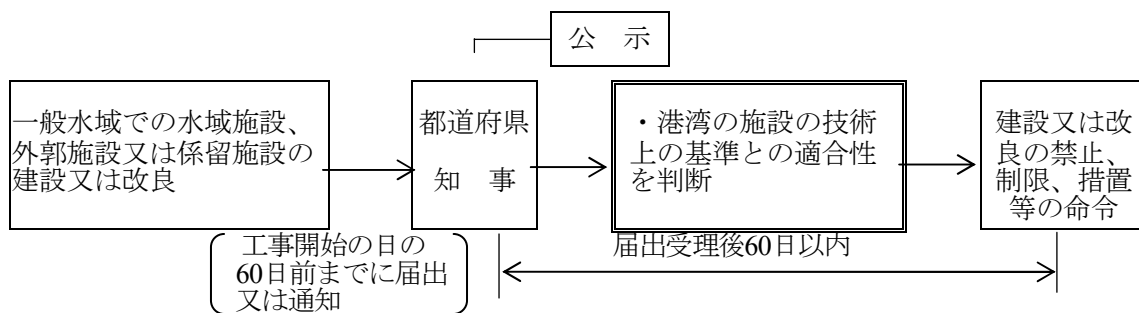 公　示
一般水域での水域施設、
外郭施設又は係留施設の
建設又は改良
都道府県
知　事
・港湾の施設の技術
上の基準との適合性
を判断
建設又は改
良の禁止、
制限、措置
等の命令
工事開始の日の
60日前までに届出
又は通知
届出受理後60日以内